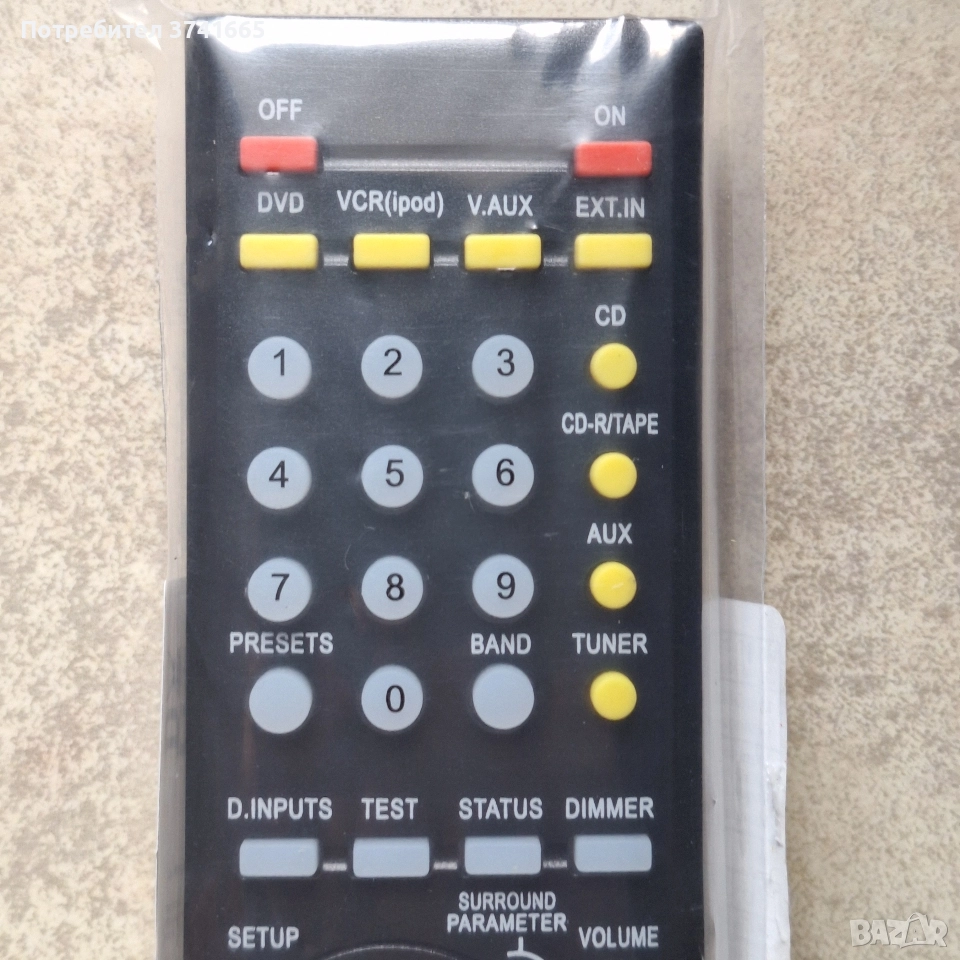 Потребител 3741665
OFF ON
DVD VCR(ipod) V.AUX EXT.IN
CD
1 2 3
CD-R/TAPE
4 5 6
AUX
7 8 9
PRESETS BAND TUNER
0
D.INPUTS TEST STATUS DIMMER
SURROUND
PARAMETER
SETUP VOLUME
BAZAR